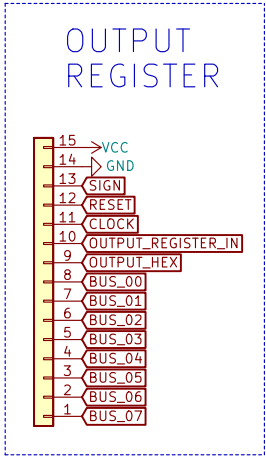 OUTPUT
REGISTER
15 VCC
14 GND
13 SIGN
12 RESET
11 CLOCK
10 OUTPUT_REGISTER_IN
9 OUTPUT_HEX
8 BUS_00
7 BUS_01
6 BUS_02
5 BUS_03
4 BUS_04
3 BUS_05
2 BUS_06
1 BUS_07